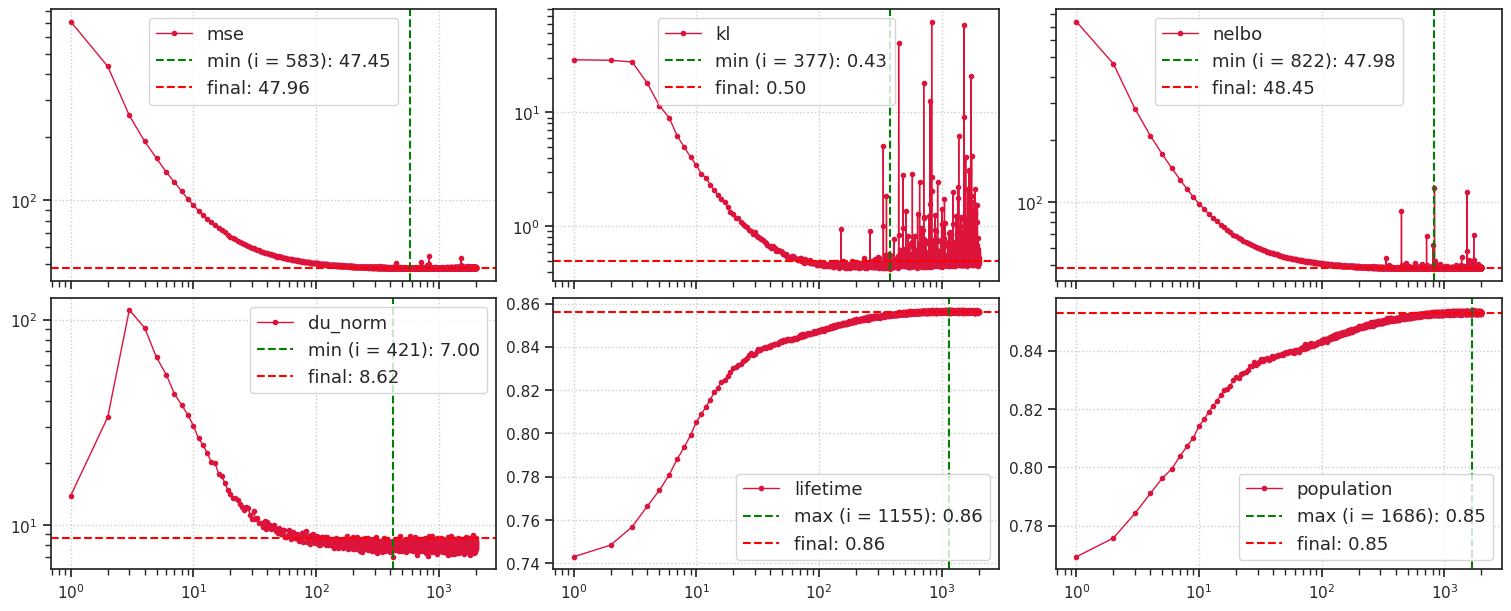 mse
min (i = 583): 47.45
final: 47.96
10²
kl
min (i = 377): 0.43
final: 0.50
10¹
10⁰
nelbo
min (i = 822): 47.98
final: 48.45
10²
du_norm
min (i = 421): 7.00
final: 8.62
10²
10¹
10⁰
10¹
10²
10³
lifetime
max (i = 1155): 0.86
final: 0.86
0.86
0.84
0.82
0.80
0.78
0.76
0.74
10⁰
10¹
10²
10³
population
max (i = 1686): 0.85
final: 0.85
0.84
0.82
0.80
0.78
10⁰
10¹
10²
10³